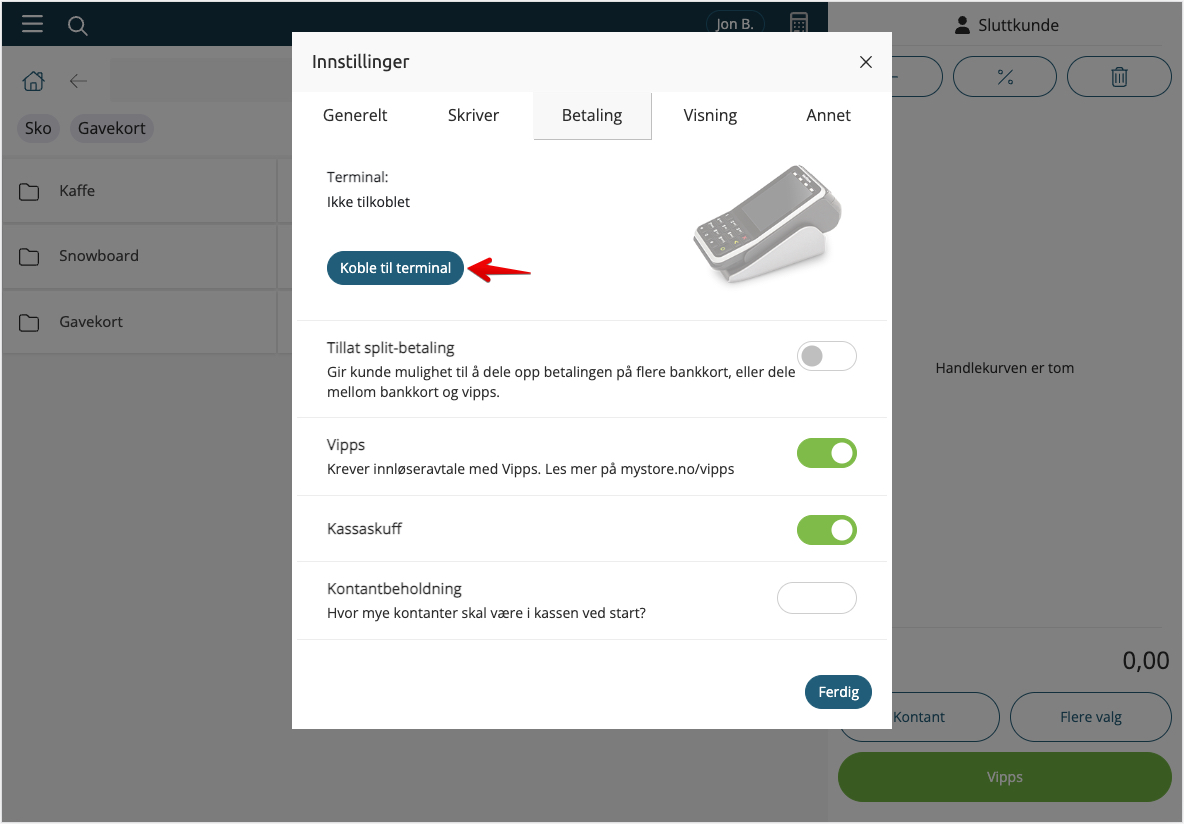 Jon B.
Sluttkunde
Innstillinger
Sko
Gavekort
Generelt
Skriver
Betaling
Visning
Annet
Kaffe
Snowboard
Gavekort
Terminal:
Ikke tilkoblet
Koble til terminal
Tillat split-betaling
Gir kunde mulighet til å dele opp betalingen på flere bankkort, eller dele
mellom bankkort og vipps.
Vipps
Krever innløseravtale med Vipps. Les mer på mystore.no/vipps
Kassaskuff
Kontantbeholdning
Hvor mye kontanter skal være i kassen ved start?
Ferdig
Handlekurven er tom
0,00
Kontant
Flere valg
Vipps